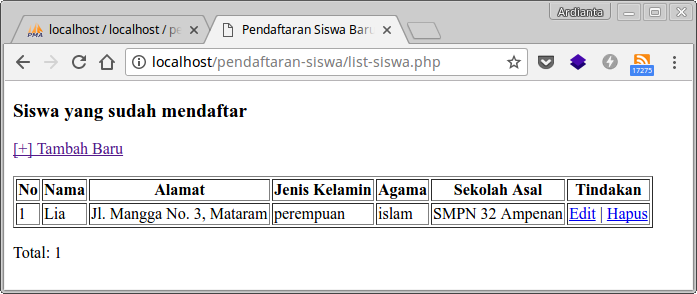 Ardianta
localhost / localhost / pe
Pendaftaran Siswa Baru
localhost/pendaftaran-siswa/list-siswa.php
17275
Siswa yang sudah mendaftar
[+] Tambah Baru
No Nama Alamat Jenis Kelamin Agama Sekolah Asal Tindakan
1 Lia Jl. Mangga No. 3, Mataram perempuan islam SMPN 32 Ampenan Edit | Hapus
Total: 1